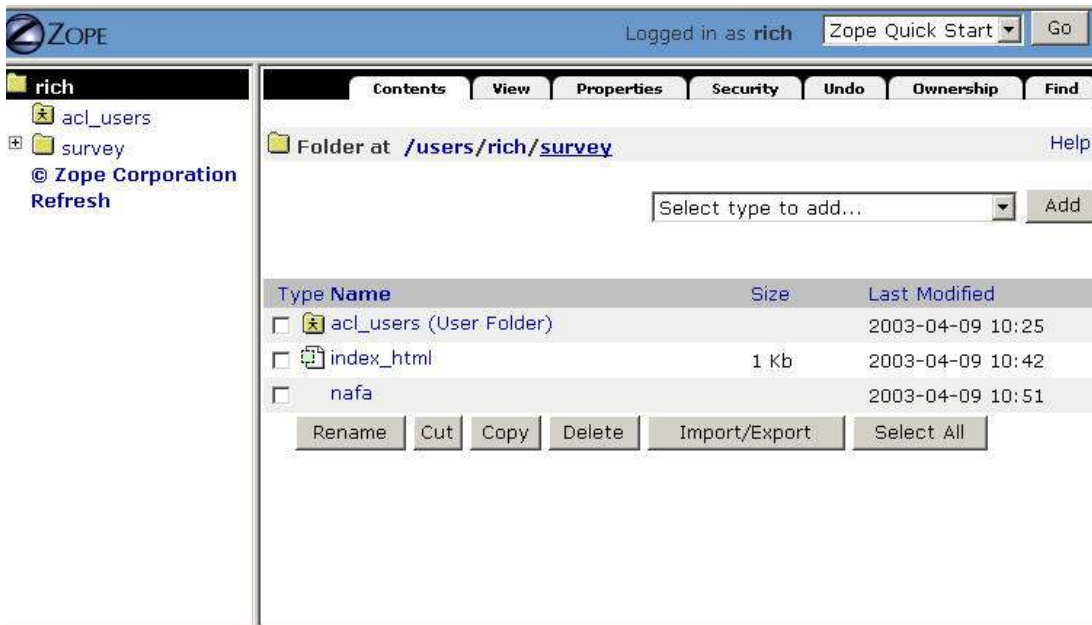 ZOPE
Logged in as rich Zope Quick Start Go
rich
acl_users
survey
© Zope Corporation
Refresh
Contents View Properties Security Undo Ownership Find
Folder at /users/rich/survey Help
Select type to add... Add
Type Name Size Last Modified
acl_users (User Folder) 2003-04-09 10:25
index_html 1 Kb 2003-04-09 10:42
nafa 2003-04-09 10:51
Rename Cut Copy Delete Import/Export Select All